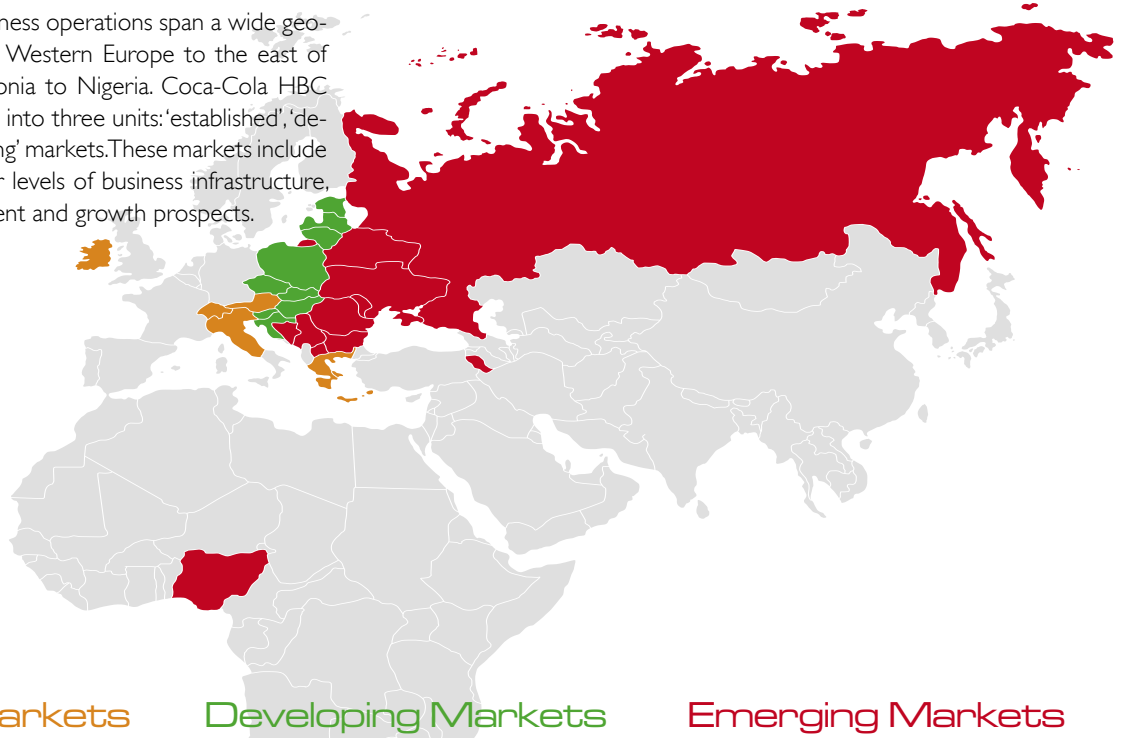 ness operations span a wide geo-
Western Europe to the east of
onia to Nigeria. Coca-Cola HBC
into three units: ‘established’, ‘de-
ng’ markets. These markets include
r levels of business infrastructure,
ent and growth prospects.
arkets Developing Markets Emerging Markets